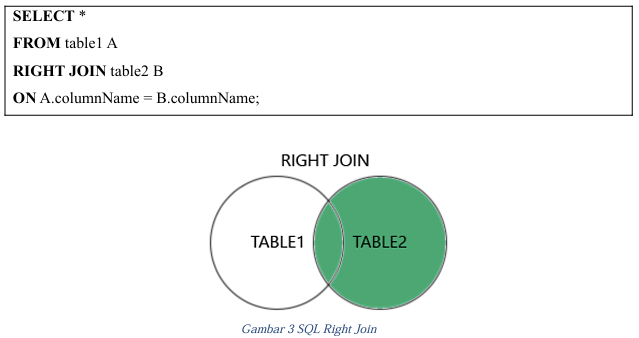 SELECT *
FROM table1 A
RIGHT JOIN table2 B
ON A.columnName = B.columnName;
RIGHT JOIN
TABLE1
TABLE2
Gambar 3 SQL Right Join